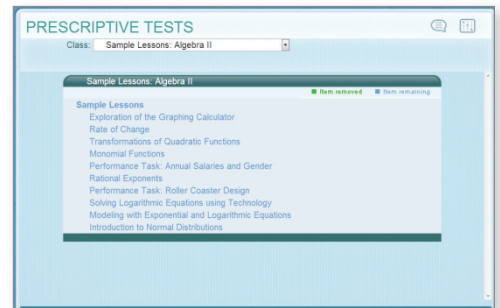 PRESCRIPTIVE TESTS
Class: Sample Lessons: Algebra II
Sample Lessons: Algebra II
Item removed Item remaining
Sample Lessons
Exploration of the Graphing Calculator
Rate of Change
Transformations of Quadratic Functions
Monomial Functions
Performance Task: Annual Salaries and Gender
Rational Exponents
Performance Task: Roller Coaster Design
Solving Logarithmic Equations using Technology
Modeling with Exponential and Logarithmic Equations
Introduction to Normal Distributions